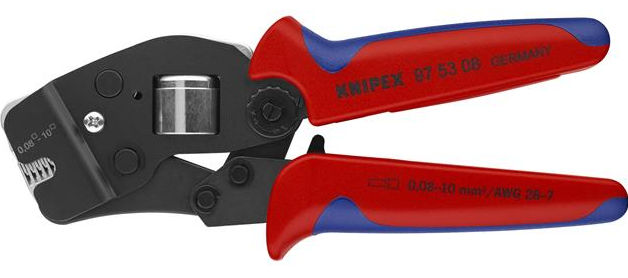 KNIPEX 97 53 08 GERMANY
0,08□-10□
0,08-10 mm²/AWG 28-7